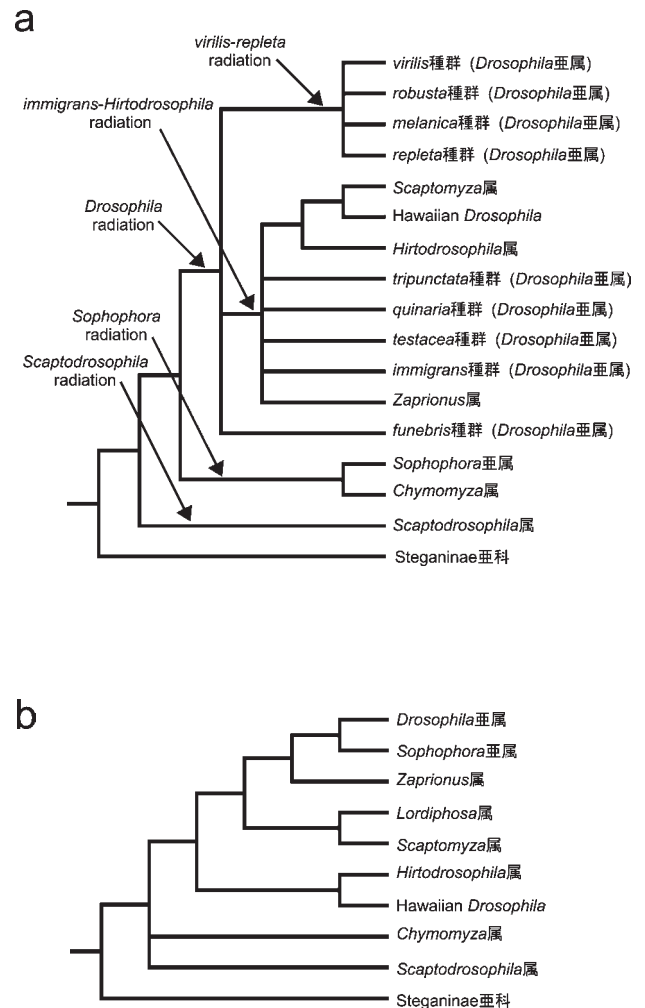 a
virilis-repleta
radiation
immigrans-Hirtodrosophila
radiation
Drosophila
radiation
Sophophora
radiation
Scaptodrosophila
radiation
virilis種群 (Drosophila亜属)
robusta種群 (Drosophila亜属)
melanica種群 (Drosophila亜属)
repleta種群 (Drosophila亜属)
Scaptomyza属
Hawaiian Drosophila
Hirtodrosophila属
tripunctata種群 (Drosophila亜属)
quinaria種群 (Drosophila亜属)
testacea種群 (Drosophila亜属)
immigrans種群 (Drosophila亜属)
Zaprionus属
funebris種群 (Drosophila亜属)
Sophophora亜属
Chymomyza属
Scaptodrosophila属
Steganinae亜科
b
Drosophila亜属
Sophophora亜属
Zaprionus属
Lordiphosa属
Scaptomyza属
Hirtodrosophila属
Hawaiian Drosophila
Chymomyza属
Scaptodrosophila属
Steganinae亜科